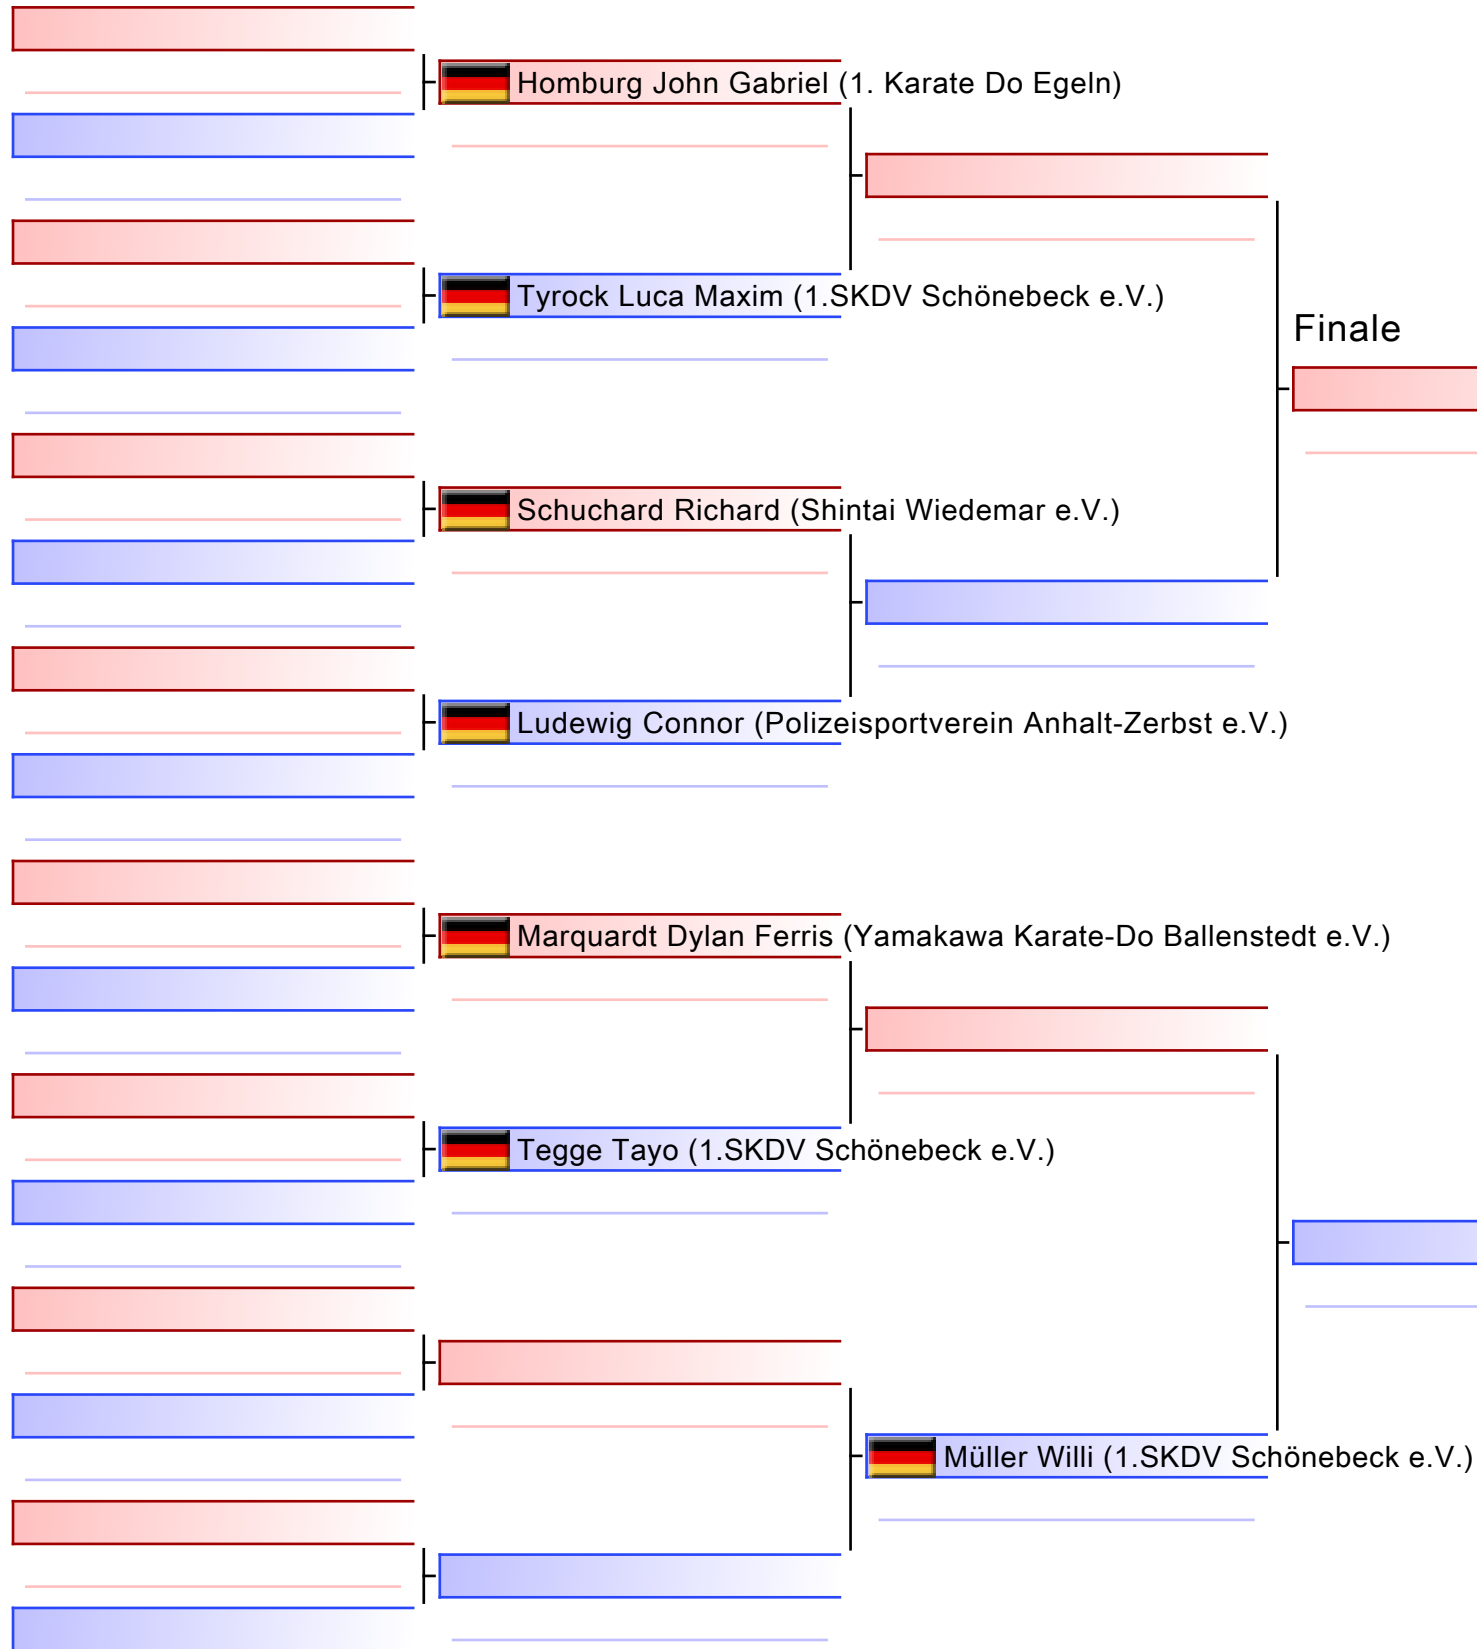 Homburg John Gabriel (1. Karate Do Egeln)
Tyrock Luca Maxim (1.SKDV Schönebeck e.V.)
Finale
Schuchard Richard (Shintai Wiedemar e.V.)
Ludewig Connor (Polizeisportverein Anhalt-Zerbst e.V.)
Marquardt Dylan Ferris (Yamakawa Karate-Do Ballenstedt e.V.)
Tegge Tayo (1.SKDV Schönebeck e.V.)
Müller Willi (1.SKDV Schönebeck e.V.)